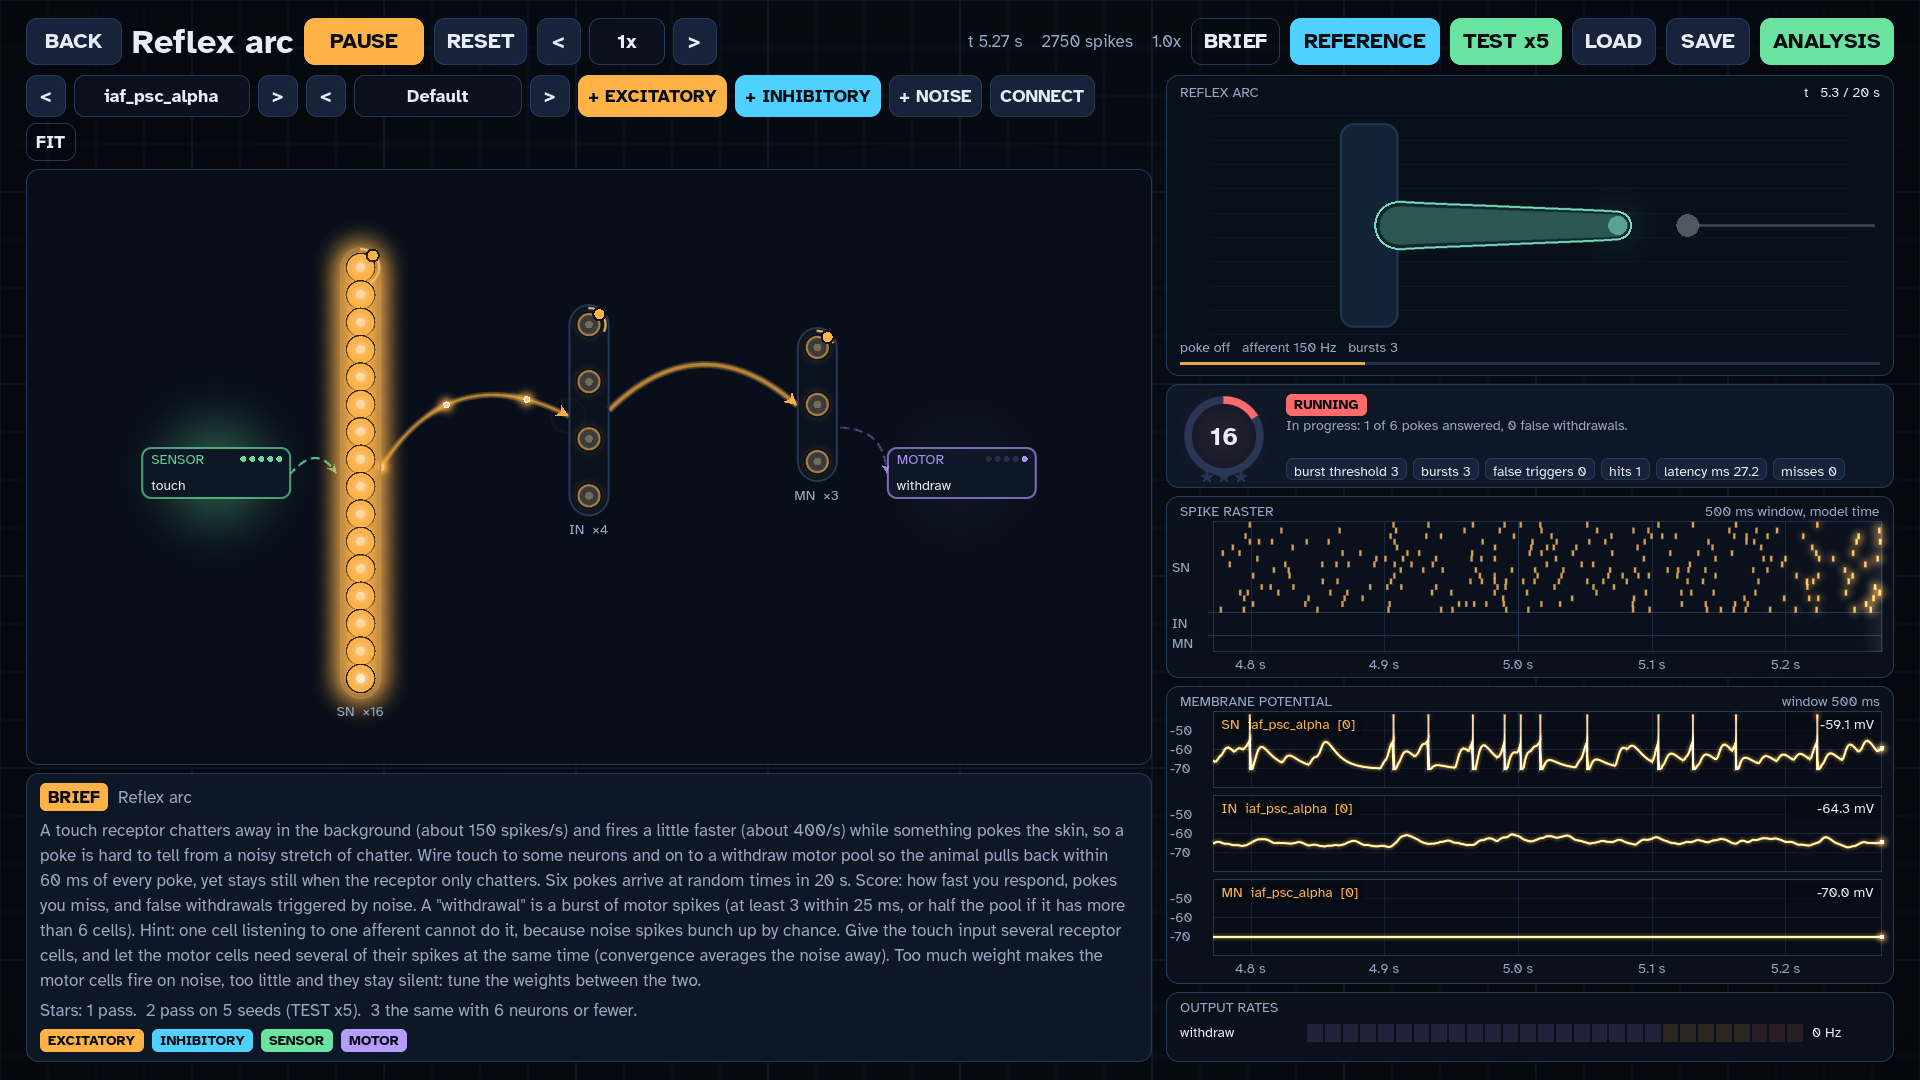 BACK Reflex arc PAUSE RESET < 1x > t 5.27 s 2750 spikes 1.0x BRIEF REFERENCE TEST x5 LOAD SAVE ANALYSIS
< iaf_psc_alpha > < Default > + EXCITATORY + INHIBITORY + NOISE CONNECT
FIT
SENSOR
touch
SN ×16
IN ×4
MN ×3
MOTOR
withdraw
BRIEF Reflex arc
A touch receptor chatters away in the background (about 150 spikes/s) and fires a little faster (about 400/s) while something pokes the skin, so a
poke is hard to tell from a noisy stretch of chatter. Wire touch to some neurons and on to a withdraw motor pool so the animal pulls back within
60 ms of every poke, yet stays still when the receptor only chatters. Six pokes arrive at random times in 20 s. Score: how fast you respond, pokes
you miss, and false withdrawals triggered by noise. A "withdrawal" is a burst of motor spikes (at least 3 within 25 ms, or half the pool if it has more
than 6 cells). Hint: one cell listening to one afferent cannot do it, because noise spikes bunch up by chance. Give the touch input several receptor
cells, and let the motor cells need several of their spikes at the same time (convergence averages the noise away). Too much weight makes the
motor cells fire on noise, too little and they stay silent: tune the weights between the two.
Stars: 1 pass. 2 pass on 5 seeds (TEST x5). 3 the same with 6 neurons or fewer.
EXCITATORY INHIBITORY SENSOR MOTOR
REFLEX ARC t 5.3 / 20 s
poke off afferent 150 Hz bursts 3
16
RUNNING
In progress: 1 of 6 pokes answered, 0 false withdrawals.
burst threshold 3 bursts 3 false triggers 0 hits 1 latency ms 27.2 misses 0
SPIKE RASTER 500 ms window, model time
SN
IN
MN
4.8 s 4.9 s 5.0 s 5.1 s 5.2 s
MEMBRANE POTENTIAL window 500 ms
SN iaf_psc_alpha [0] -59.1 mV
-50
-60
-70
IN iaf_psc_alpha [0] -64.3 mV
-50
-60
-70
MN iaf_psc_alpha [0] -70.0 mV
-50
-60
-70
4.8 s 4.9 s 5.0 s 5.1 s 5.2 s
OUTPUT RATES
withdraw 0 Hz